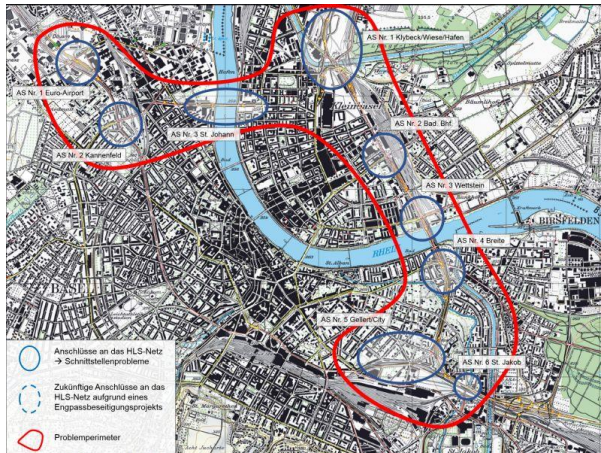 AS Nr. 1 Klybeck/Wiese/Hafen
AS Nr. 1 Euro-Airport
Kleinbasel
AS Nr. 2 Bad. Bhf.
AS Nr. 3 St. Johann
AS Nr. 2 Kannenfeld
AS Nr. 3 Wettstein
BIRSFELDEN
AS Nr. 4 Breite
RHEIN
BASEL
AS Nr. 5 Gellert/City
Anschlüsse an das HLS-Netz
→ Schnittstellenprobleme
AS Nr. 6 St. Jakob
Zukünftige Anschlüsse an das
HLS-Netz aufgrund eines
Engpassbeseitigungsprojekts
Problemperimeter
St. Jakob